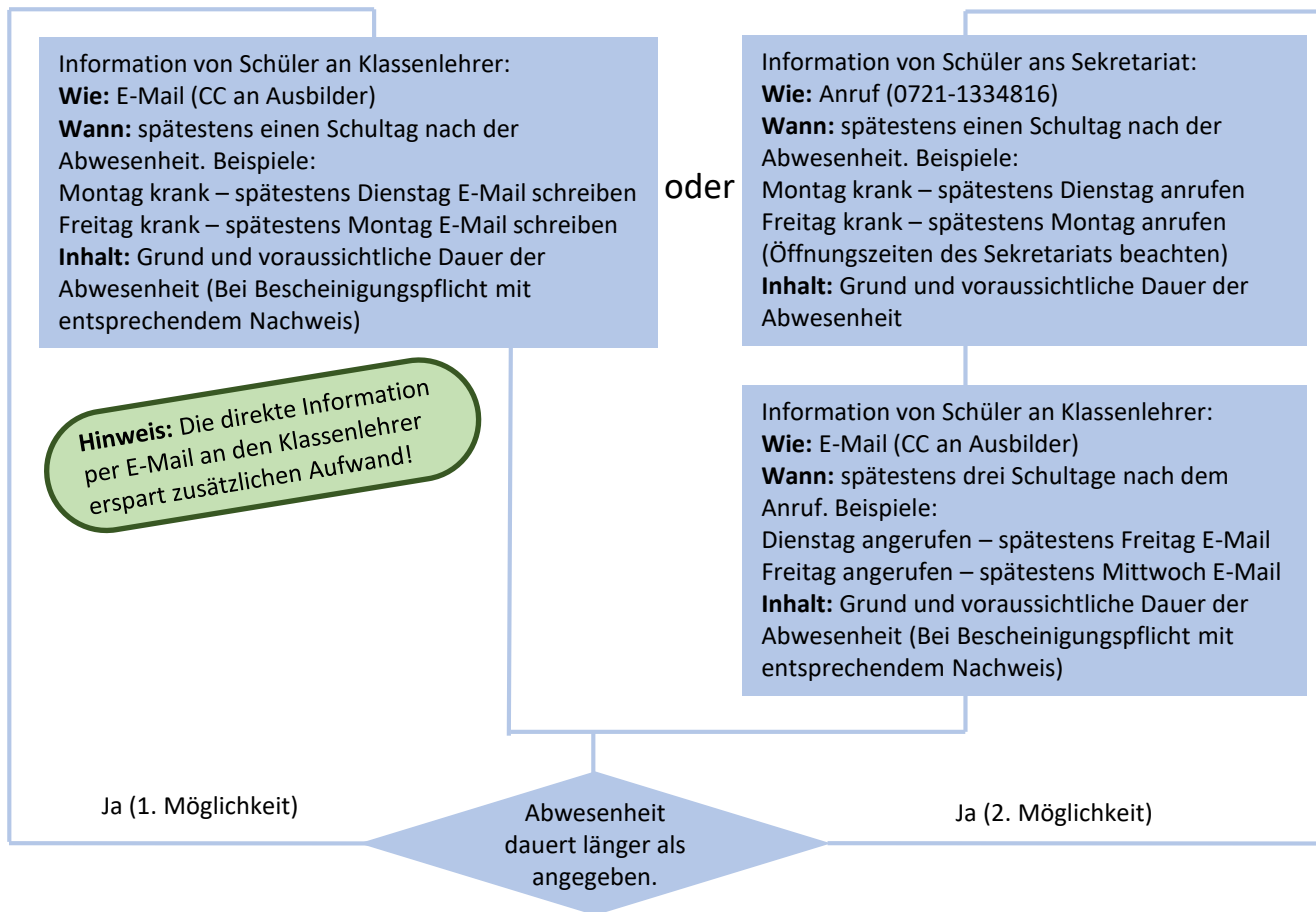 Information von Schüler an Klassenlehrer:
Wie: E-Mail (CC an Ausbilder)
Wann: spätestens einen Schultag nach der
Abwesenheit. Beispiele:
Montag krank – spätestens Dienstag E-Mail schreiben
Freitag krank – spätestens Montag E-Mail schreiben
Inhalt: Grund und voraussichtliche Dauer der
Abwesenheit (Bei Bescheinigungspflicht mit
entsprechendem Nachweis)
oder
Information von Schüler ans Sekretariat:
Wie: Anruf (0721-1334816)
Wann: spätestens einen Schultag nach der
Abwesenheit. Beispiele:
Montag krank – spätestens Dienstag anrufen
Freitag krank – spätestens Montag anrufen
(Öffnungszeiten des Sekretariats beachten)
Inhalt: Grund und voraussichtliche Dauer der
Abwesenheit
Hinweis: Die direkte Information
per E-Mail an den Klassenlehrer
erspart zusätzlichen Aufwand!
Information von Schüler an Klassenlehrer:
Wie: E-Mail (CC an Ausbilder)
Wann: spätestens drei Schultage nach dem
Anruf. Beispiele:
Dienstag angerufen – spätestens Freitag E-Mail
Freitag angerufen – spätestens Mittwoch E-Mail
Inhalt: Grund und voraussichtliche Dauer der
Abwesenheit (Bei Bescheinigungspflicht mit
entsprechendem Nachweis)
Ja (1. Möglichkeit)
Abwesenheit
dauert länger als
angegeben.
Ja (2. Möglichkeit)